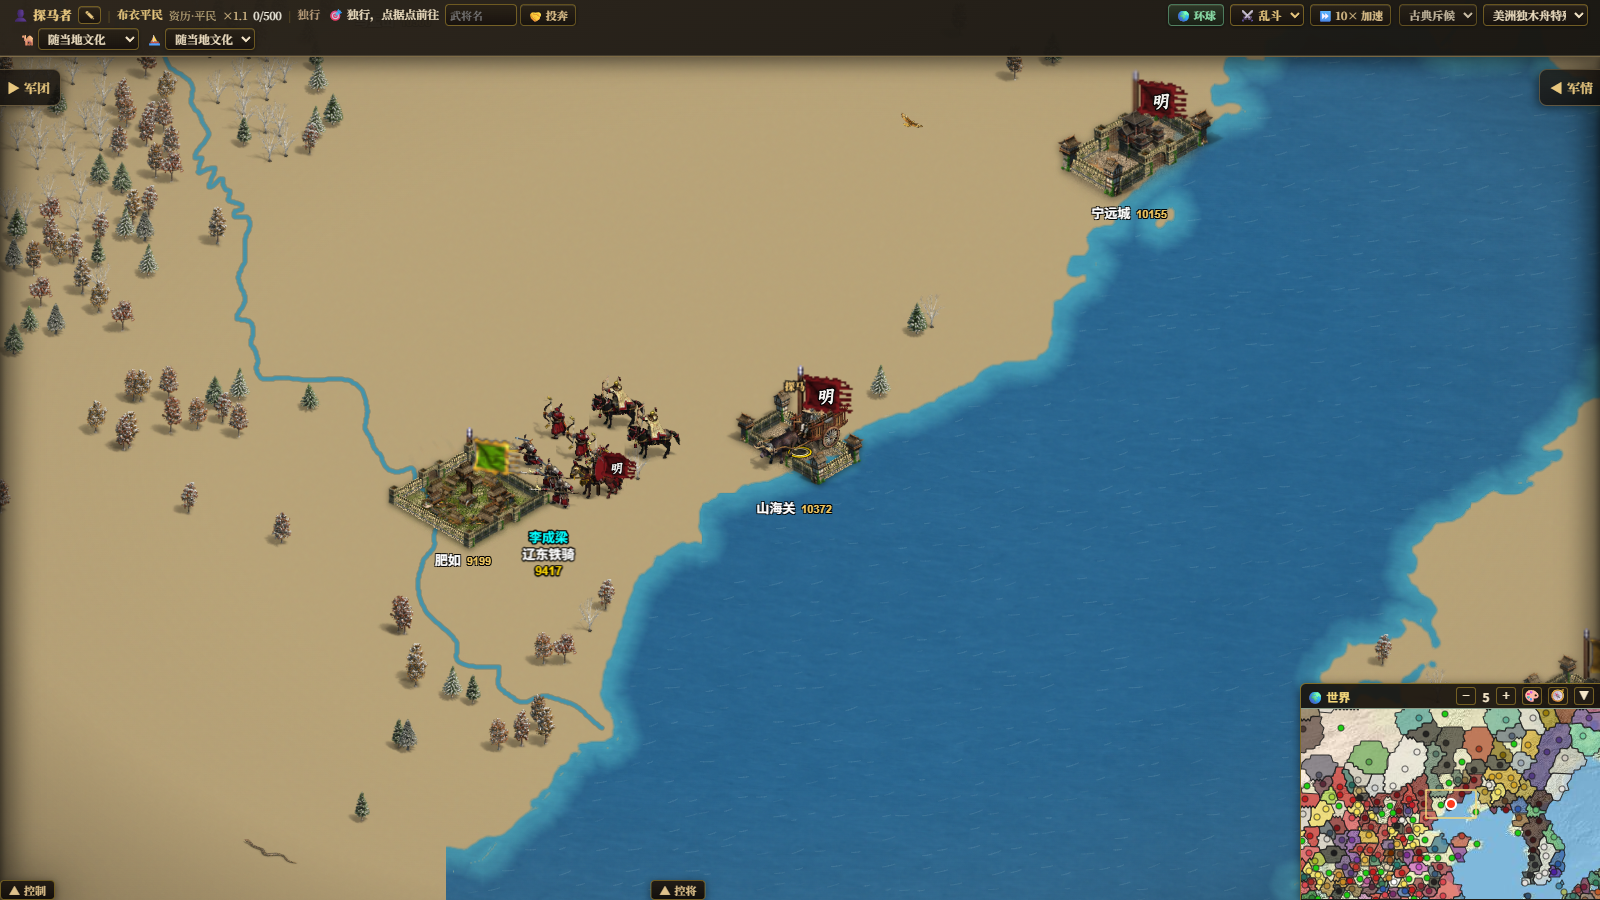 探马者 布衣平民 资历·平民 ×1.1 0/500 独行 独行，点据点前往 武将名 投奔 环球 乱斗 10× 加速 古典斥候 美洲独木舟特
随当地文化 随当地文化
军团 军情
明
宁远城 10155
探马 明
明
山海关 10372
李成梁
肥如 9199 辽东铁骑
9417
世界 − 5 +
控制 控将